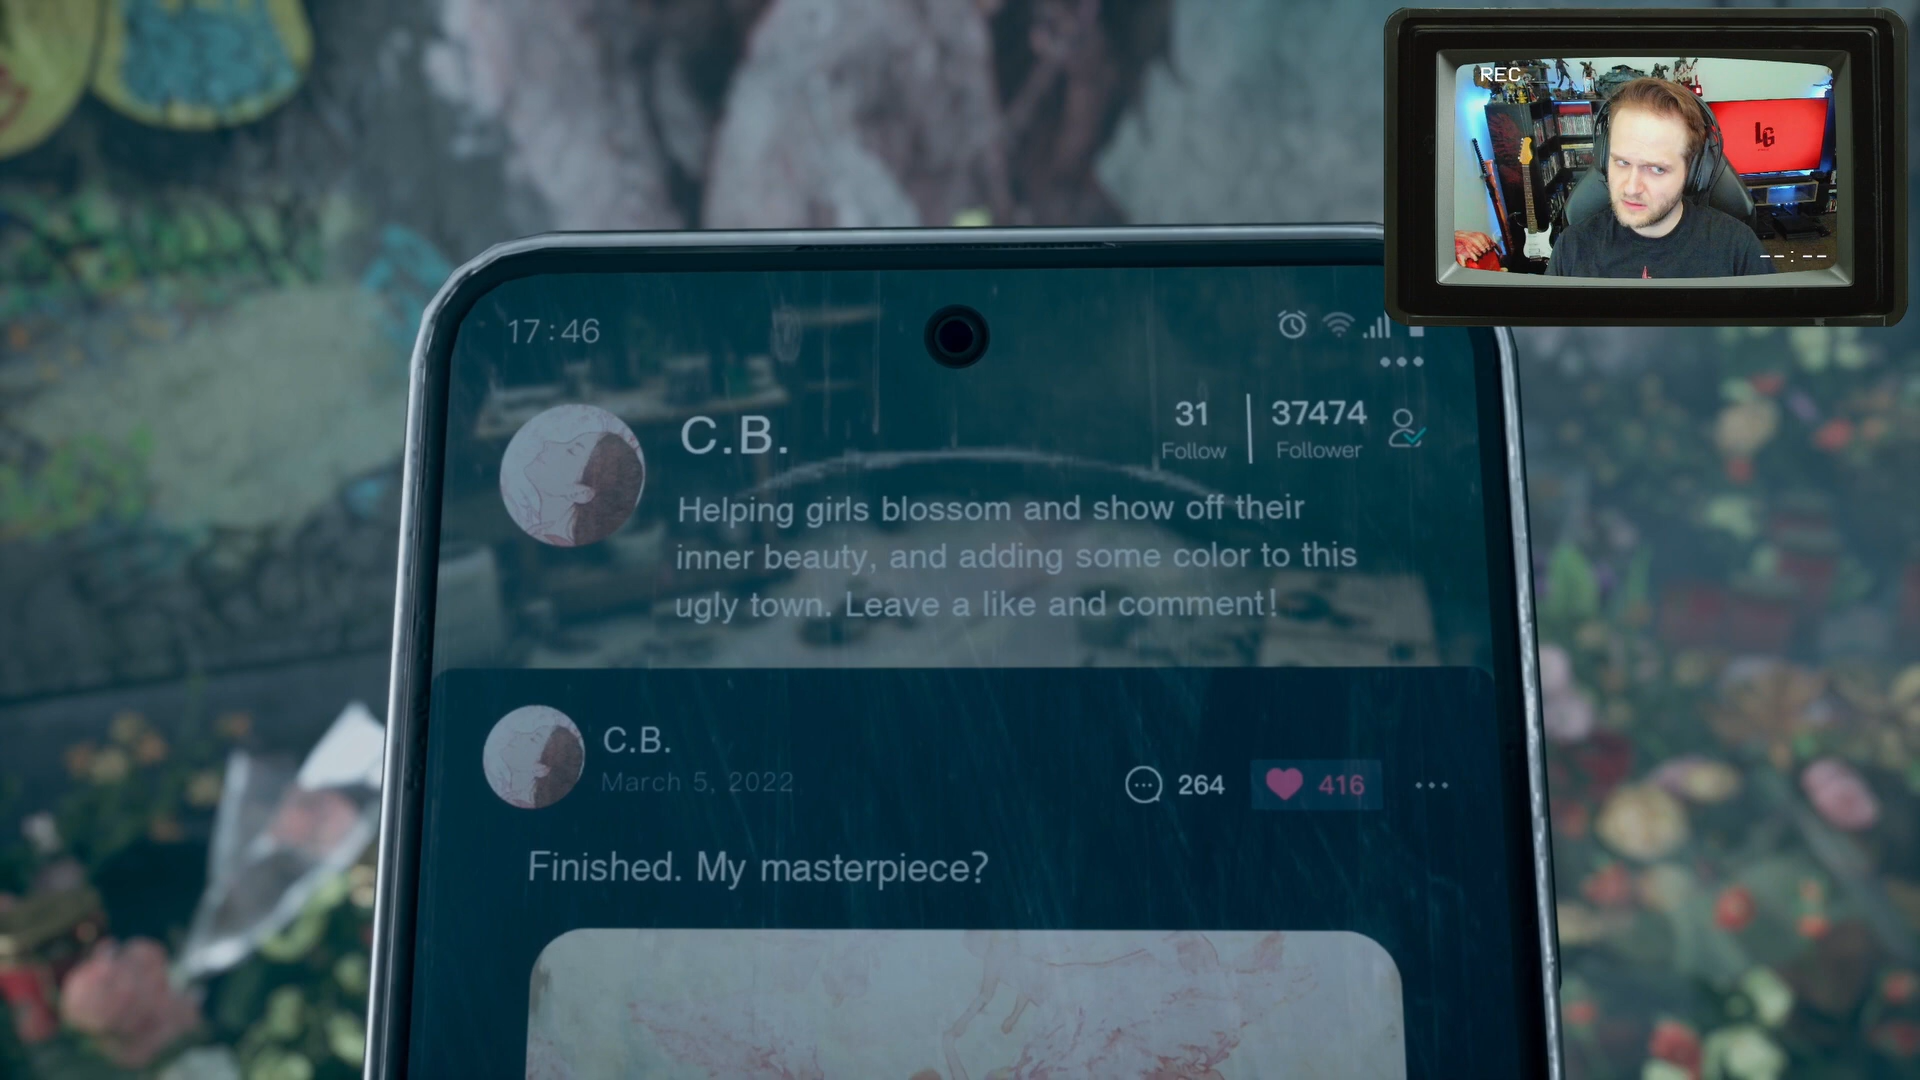 REC
--:--
17:46
C.B.
31
Follow
37474
Follower
Helping girls blossom and show off their
inner beauty, and adding some color to this
ugly town. Leave a like and comment!
C.B.
March 5, 2022
264
416
Finished. My masterpiece?
LG